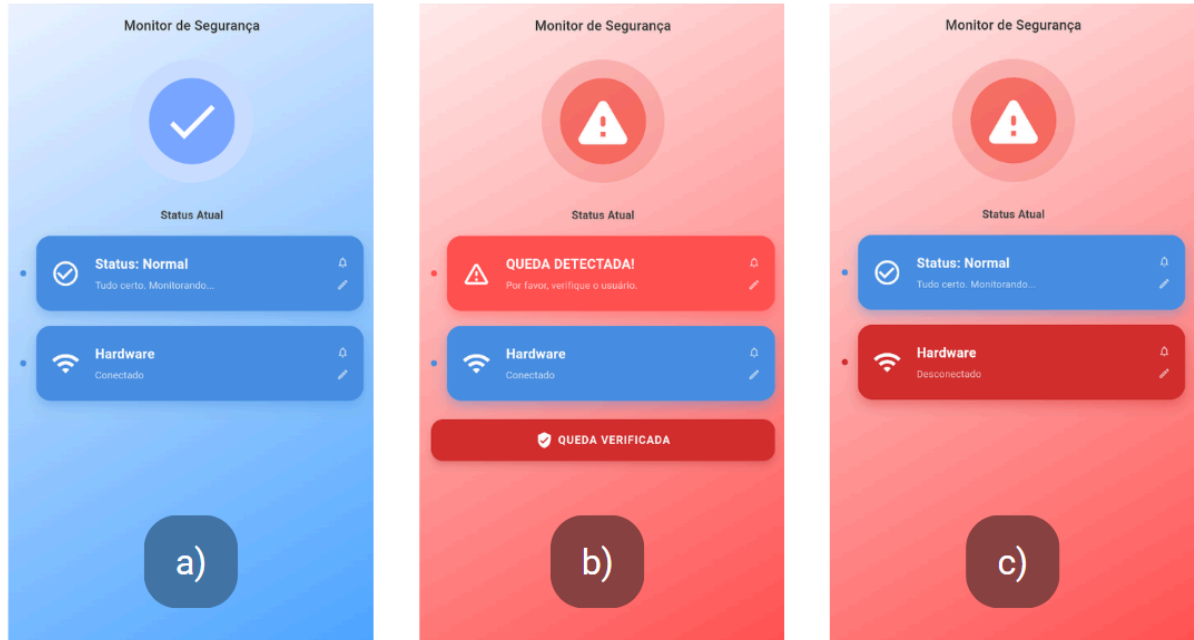 Monitor de Segurança
Status Atual
Status: Normal
Tudo certo. Monitorando...
Hardware
Conectado
a)
Monitor de Segurança
Status Atual
QUEDA DETECTADA!
Por favor, verifique o usuário.
Hardware
Conectado
QUEDA VERIFICADA
b)
Monitor de Segurança
Status Atual
Status: Normal
Tudo certo. Monitorando...
Hardware
Desconectado
c)